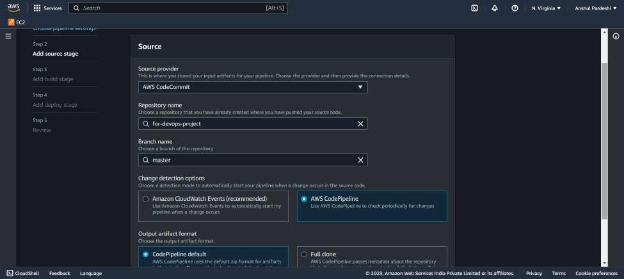 aws
Services
Search
[Alt+S]
N. Virginia
Anshul Pardeshi
EC2
Choose pipeline settings
Step 2
Add source stage
Step 3
Add build stage
Step 4
Add deploy stage
Step 5
Review
Source
Source provider
This is where you stored your input artifacts for your pipeline. Choose the provider and then provide the connection details.
AWS CodeCommit
Repository name
Choose a repository that you have already created where you have pushed your source code.
for-devops-project
Branch name
Choose a branch of the repository
master
Change detection options
Choose a detection mode to automatically start your pipeline when a change occurs in the source code.
Amazon CloudWatch Events (recommended)
Use Amazon CloudWatch Events to automatically start my
pipeline when a change occurs
AWS CodePipeline
Use AWS CodePipeline to check periodically for changes
Output artifact format
Choose the output artifact format.
CodePipeline default
AWS CodePipeline uses the default zip format for artifacts
Full clone
AWS CodePipeline passes metadata about the repository
CloudShell
Feedback
Language
© 2023, Amazon Web Services India Private Limited or its affiliates.
Privacy
Terms
Cookie preferences